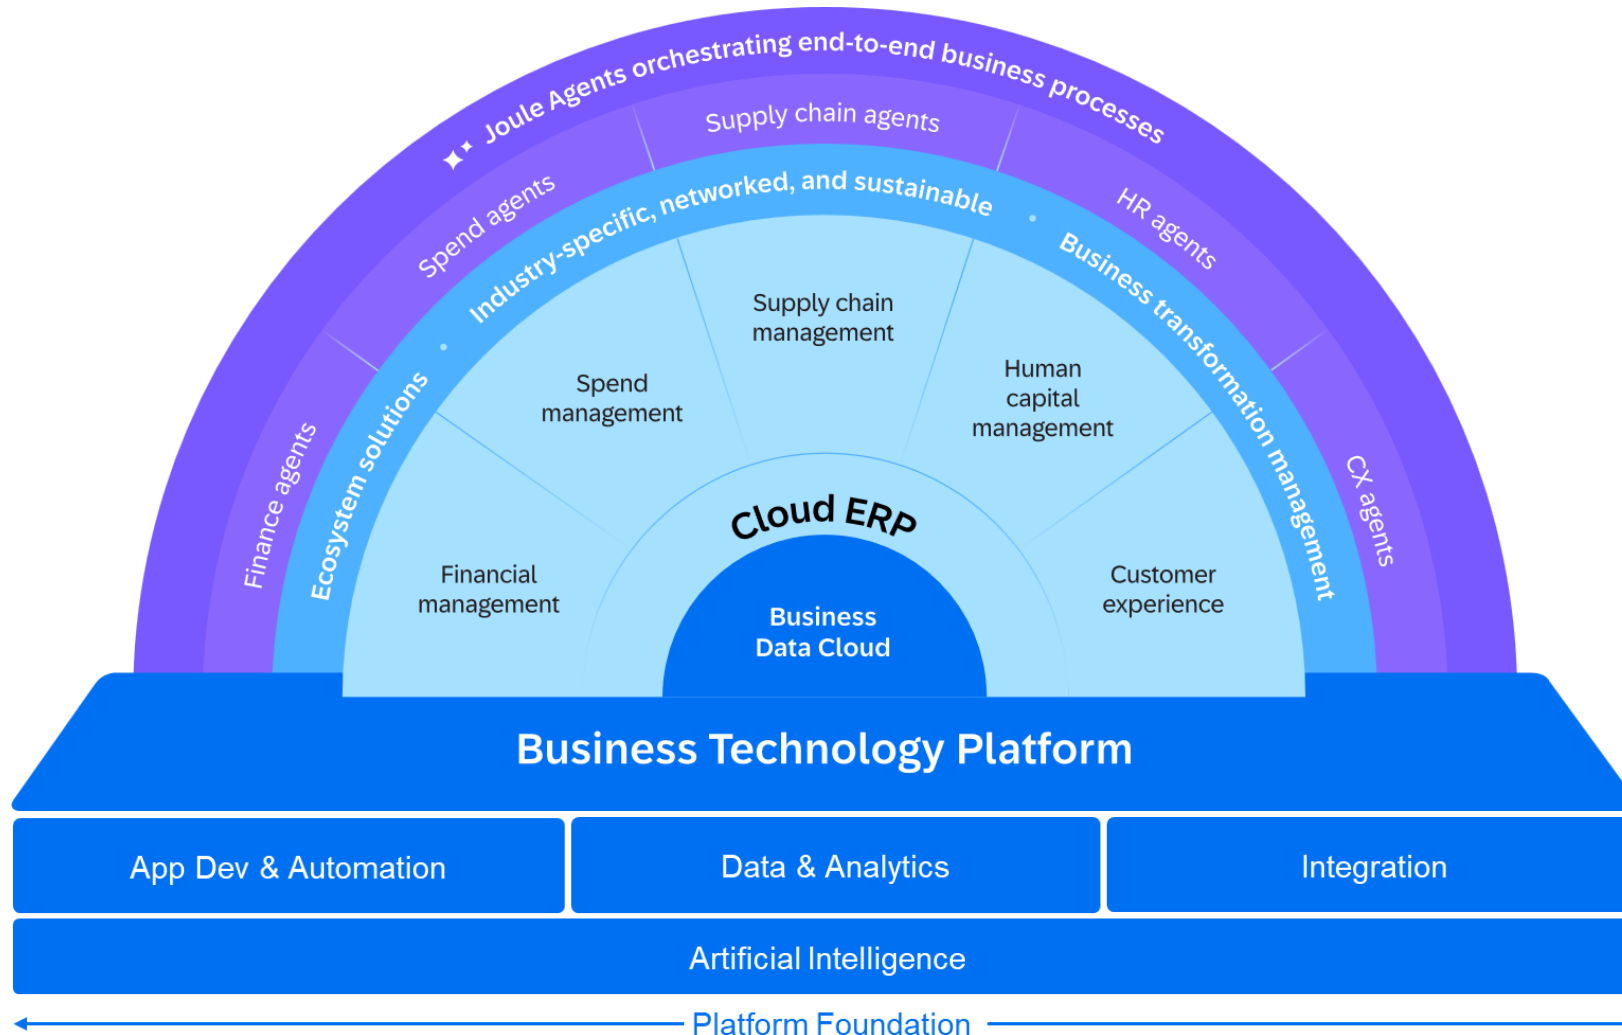 Joule Agents orchestrating end-to-end business processes
Finance agents
Spend agents
Supply chain agents
HR agents
CX agents
Ecosystem solutions • Industry-specific, networked, and sustainable • Business transformation management
Financial
management
Spend
management
Supply chain
management
Human
capital
management
Customer
experience
Cloud ERP
Business
Data Cloud
Business Technology Platform
App Dev & Automation
Data & Analytics
Integration
Artificial Intelligence
Platform Foundation